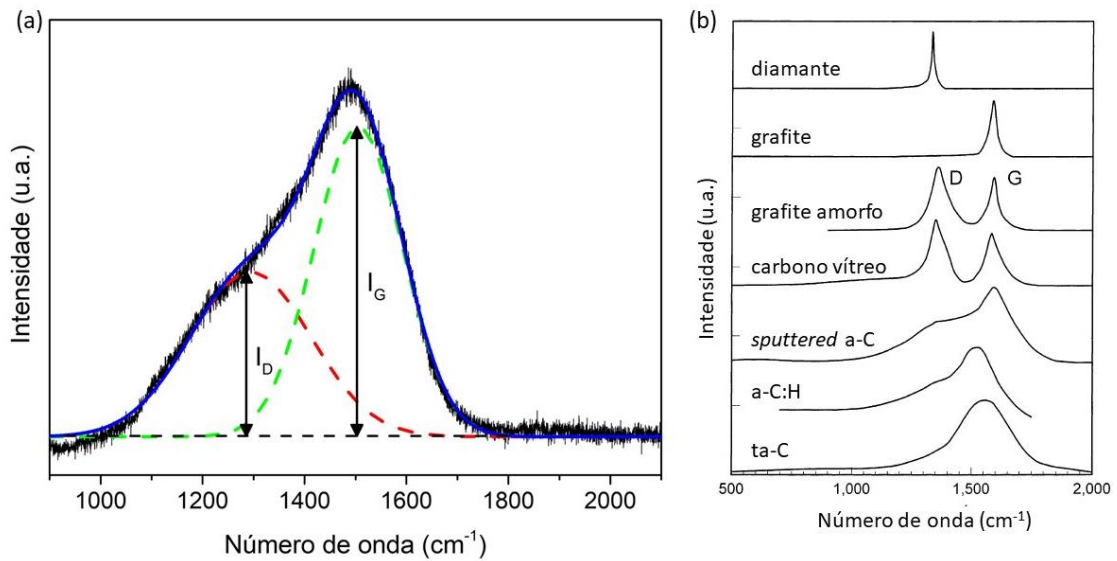 (a)
Intensidade (u.a.)
I_D
I_G
1000 1200 1400 1600 1800 2000
Número de onda (cm⁻¹)
(b)
Intensidade (u.a.)
diamante
grafite
D G
grafite amorfo
carbono vítreo
sputtered a-C
a-C:H
ta-C
500 1,000 1,500 2,000
Número de onda (cm⁻¹)